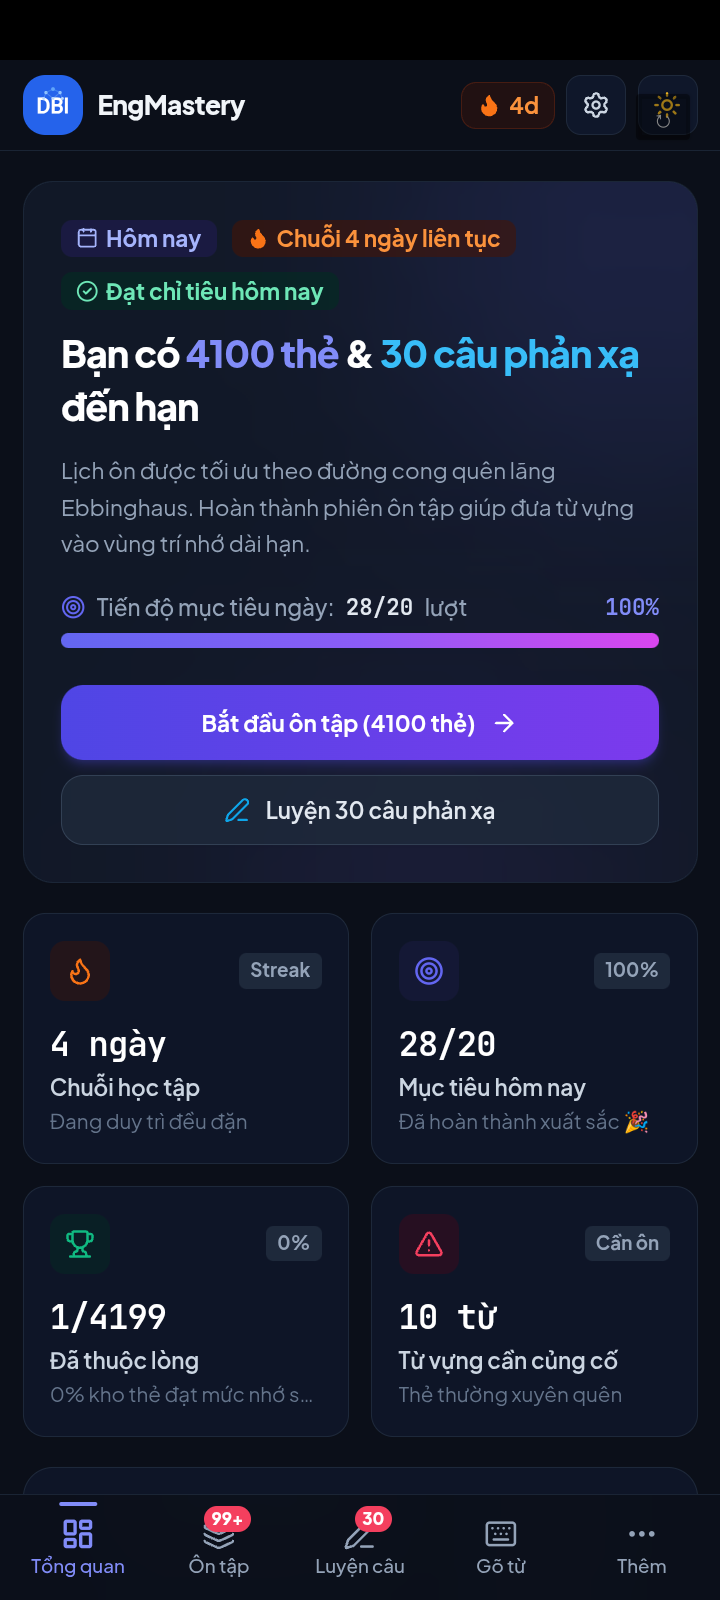 DBI
EngMastery
4d
Hôm nay
Chuỗi 4 ngày liên tục
Đạt chỉ tiêu hôm nay
Bạn có 4100 thẻ & 30 câu phản xạ
đến hạn
Lịch ôn được tối ưu theo đường cong quên lãng
Ebbinghaus. Hoàn thành phiên ôn tập giúp đưa từ vựng
vào vùng trí nhớ dài hạn.
Tiến độ mục tiêu ngày: 28/20 lượt 100%
Bắt đầu ôn tập (4100 thẻ) →
Luyện 30 câu phản xạ
Streak
4 ngày
Chuỗi học tập
Đang duy trì đều đặn
100%
28/20
Mục tiêu hôm nay
Đã hoàn thành xuất sắc 🎉
0%
1/4199
Đã thuộc lòng
0% kho thẻ đạt mức nhớ s...
Cần ôn
10 từ
Từ vựng cần củng cố
Thẻ thường xuyên quên
Tổng quan
99+
Ôn tập
30
Luyện câu
Gõ từ
Thêm